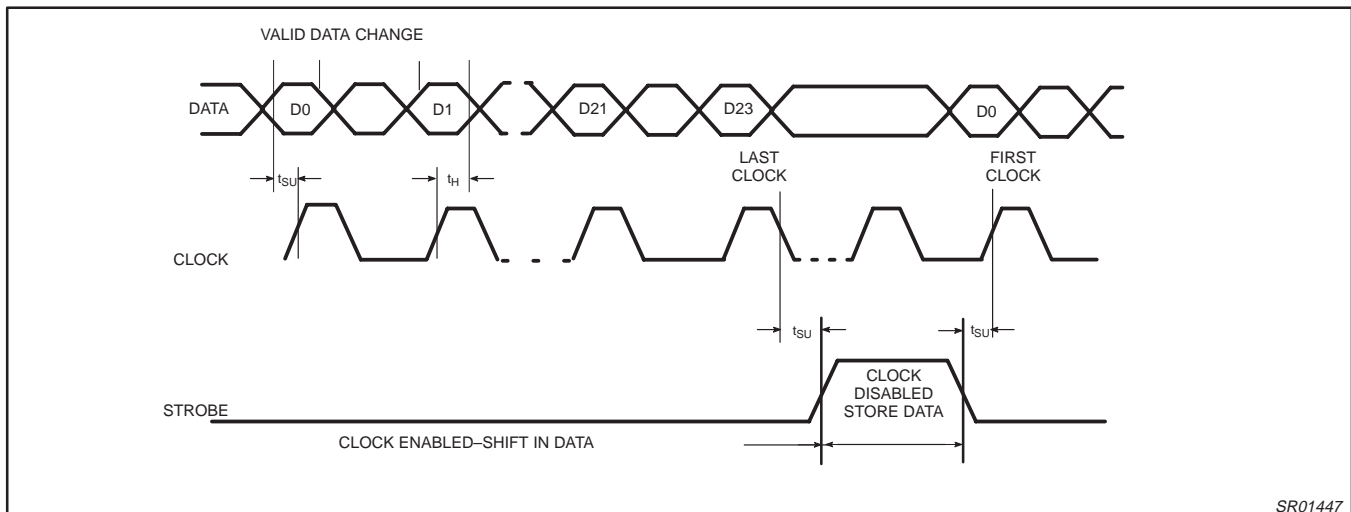 VALID DATA CHANGE
DATA
D0
D1
D21
D23
D0
LAST
CLOCK
FIRST
CLOCK
tSU
tH
CLOCK
tSU
tSU
CLOCK
DISABLED
STORE DATA
STROBE
CLOCK ENABLED–SHIFT IN DATA
SR01447